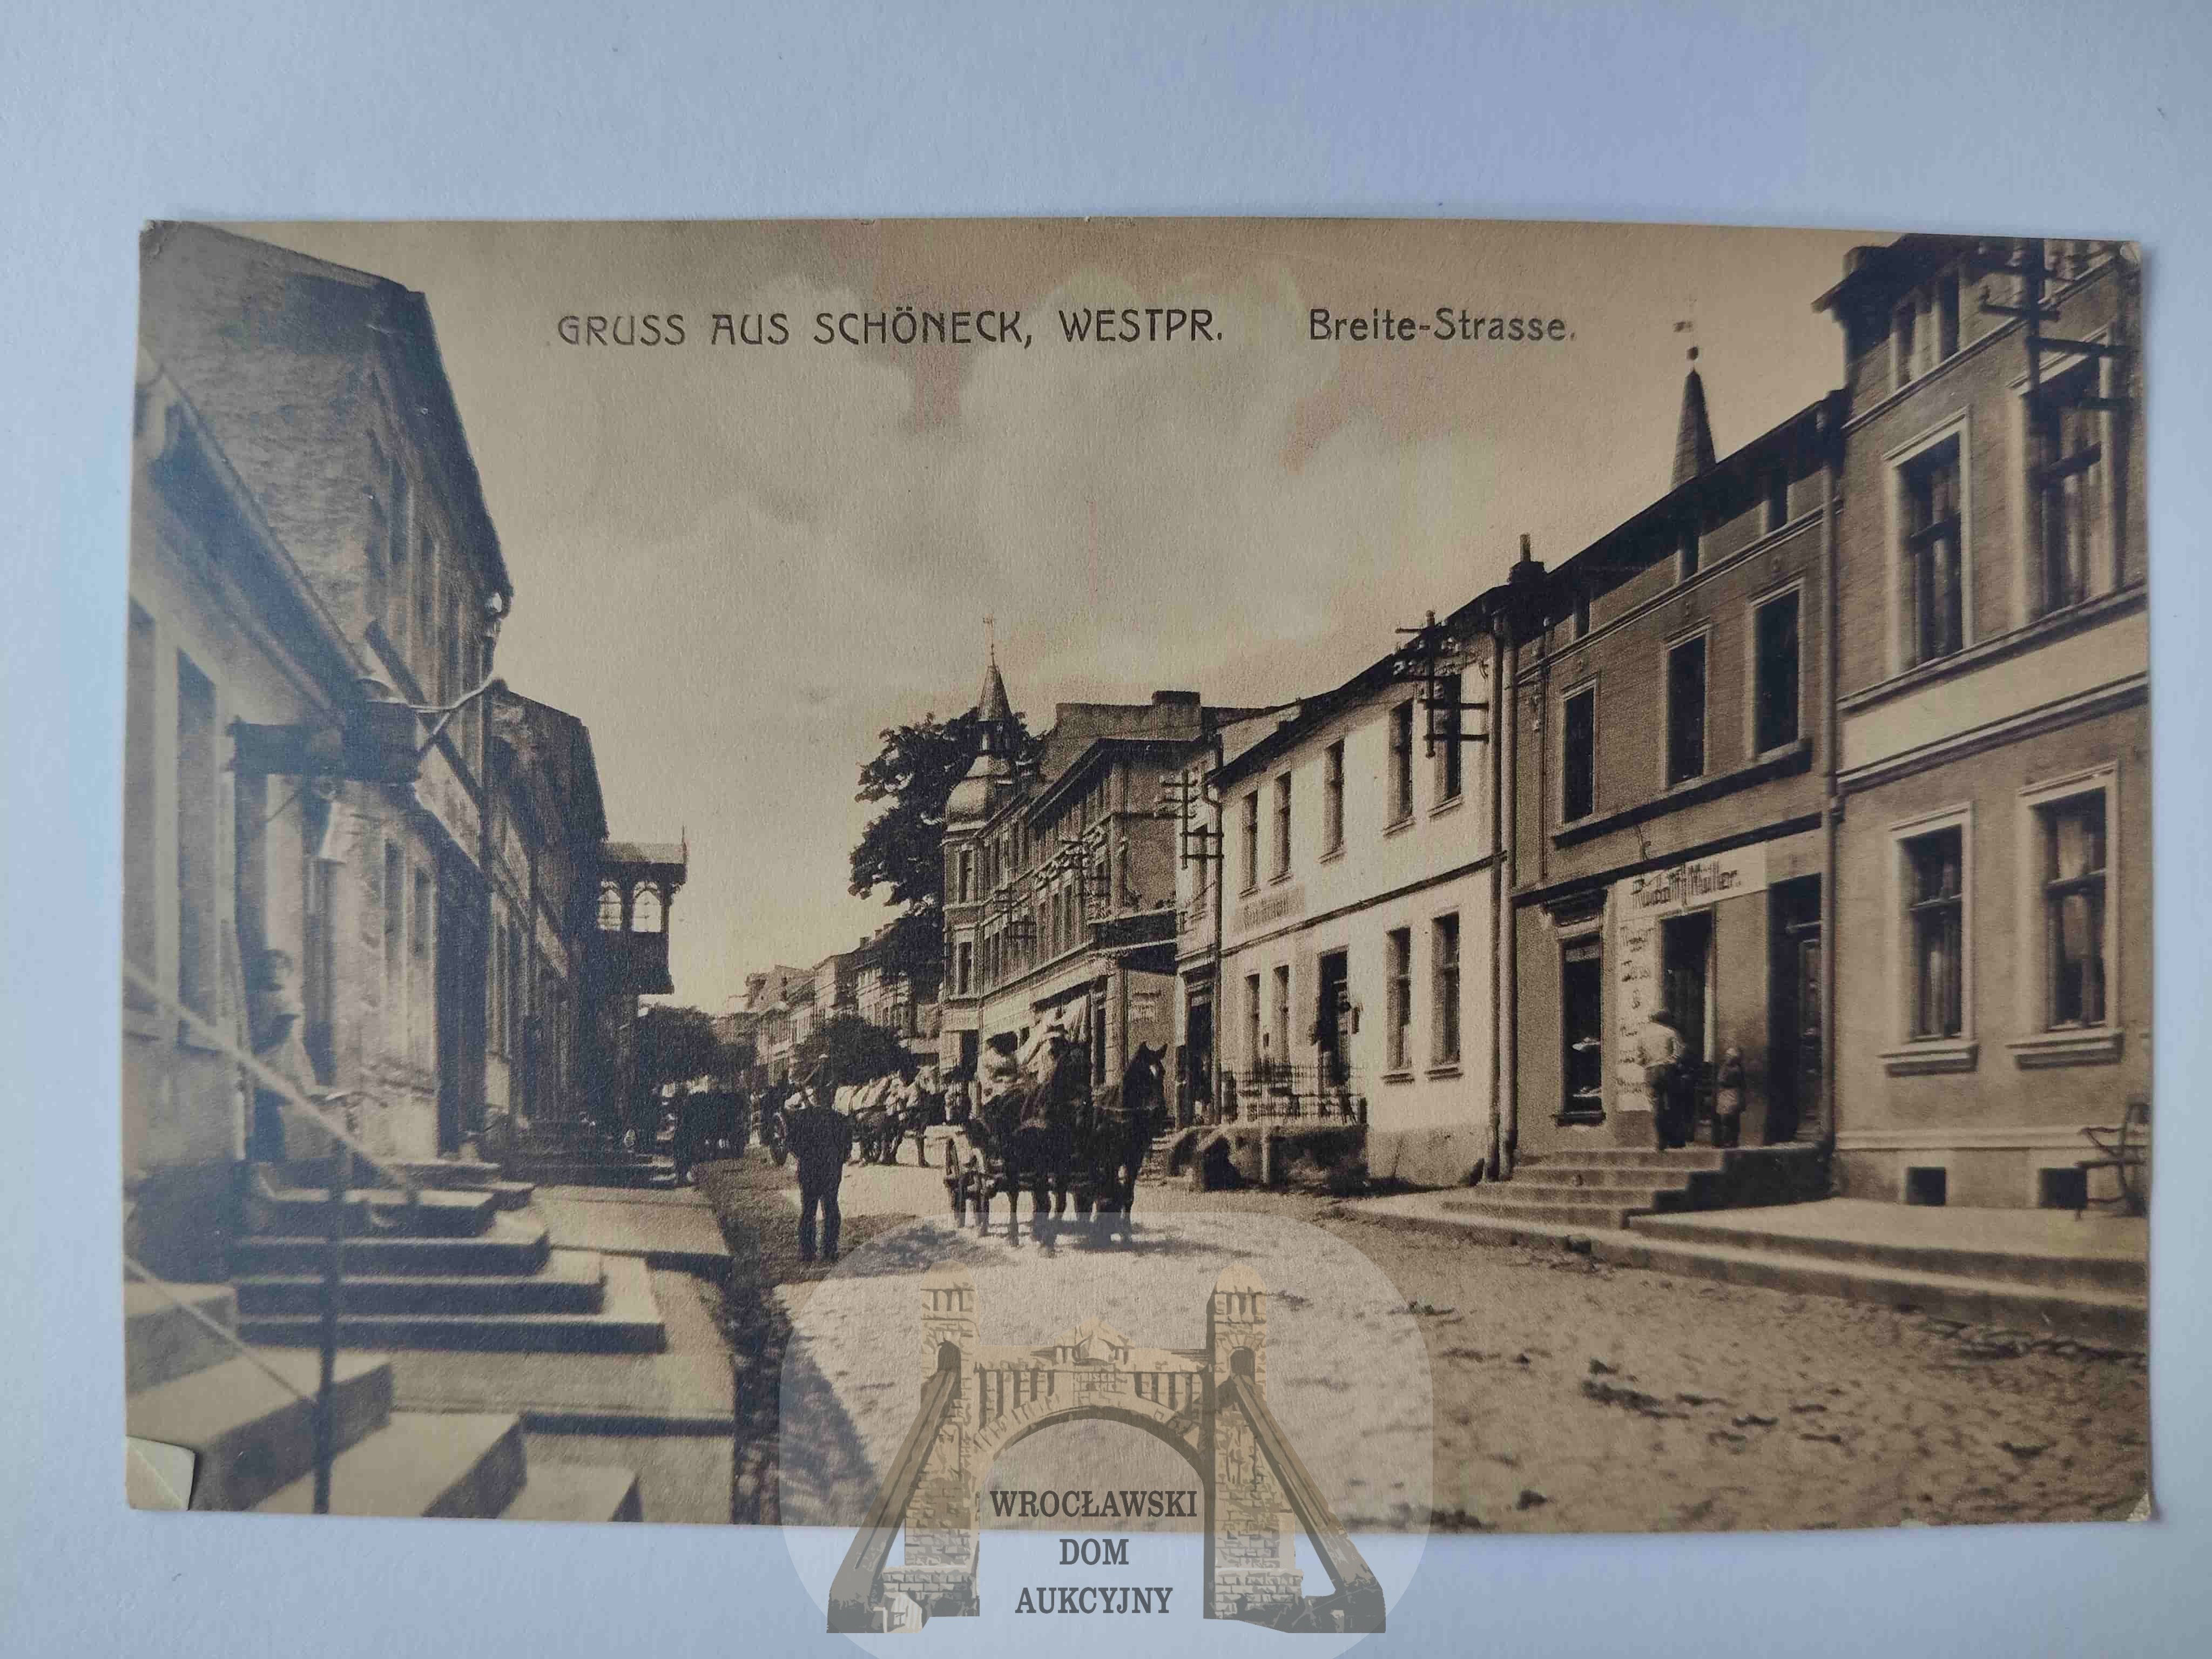 GRUSS AUS SCHÖNECK, WESTPR. Breite-Strasse.
Rudolf Müller.
WROCŁAWSKI
DOM
AUKCYJNY